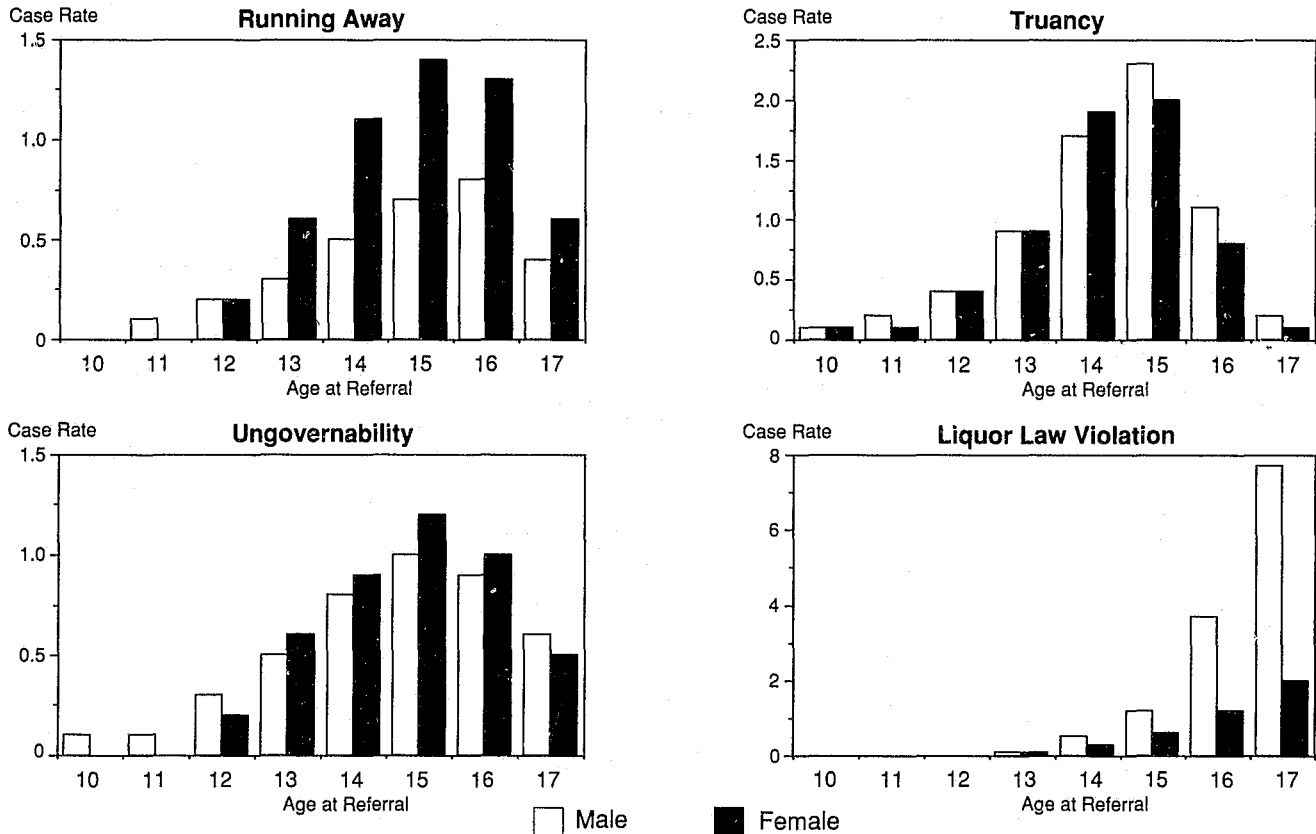 Case Rate
Running Away
1.5
1.0
0.5
0
10 11 12 13 14 15 16 17
Age at Referral
Case Rate
Truancy
2.5
2.0
1.5
1.0
0.5
0
10 11 12 13 14 15 16 17
Age at Referral
Case Rate
Ungovernability
1.5
1.0
0.5
0
10 11 12 13 14 15 16 17
Age at Referral
Case Rate
Liquor Law Violation
8
6
4
2
0
10 11 12 13 14 15 16 17
Age at Referral
Male
Female